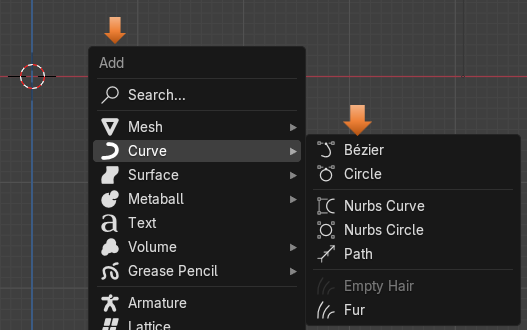 Add
Search...
Mesh
Curve
Surface
Metaball
Text
Volume
Grease Pencil
Armature
Lattice
Bézier
Circle
Nurbs Curve
Nurbs Circle
Path
Empty Hair
Fur